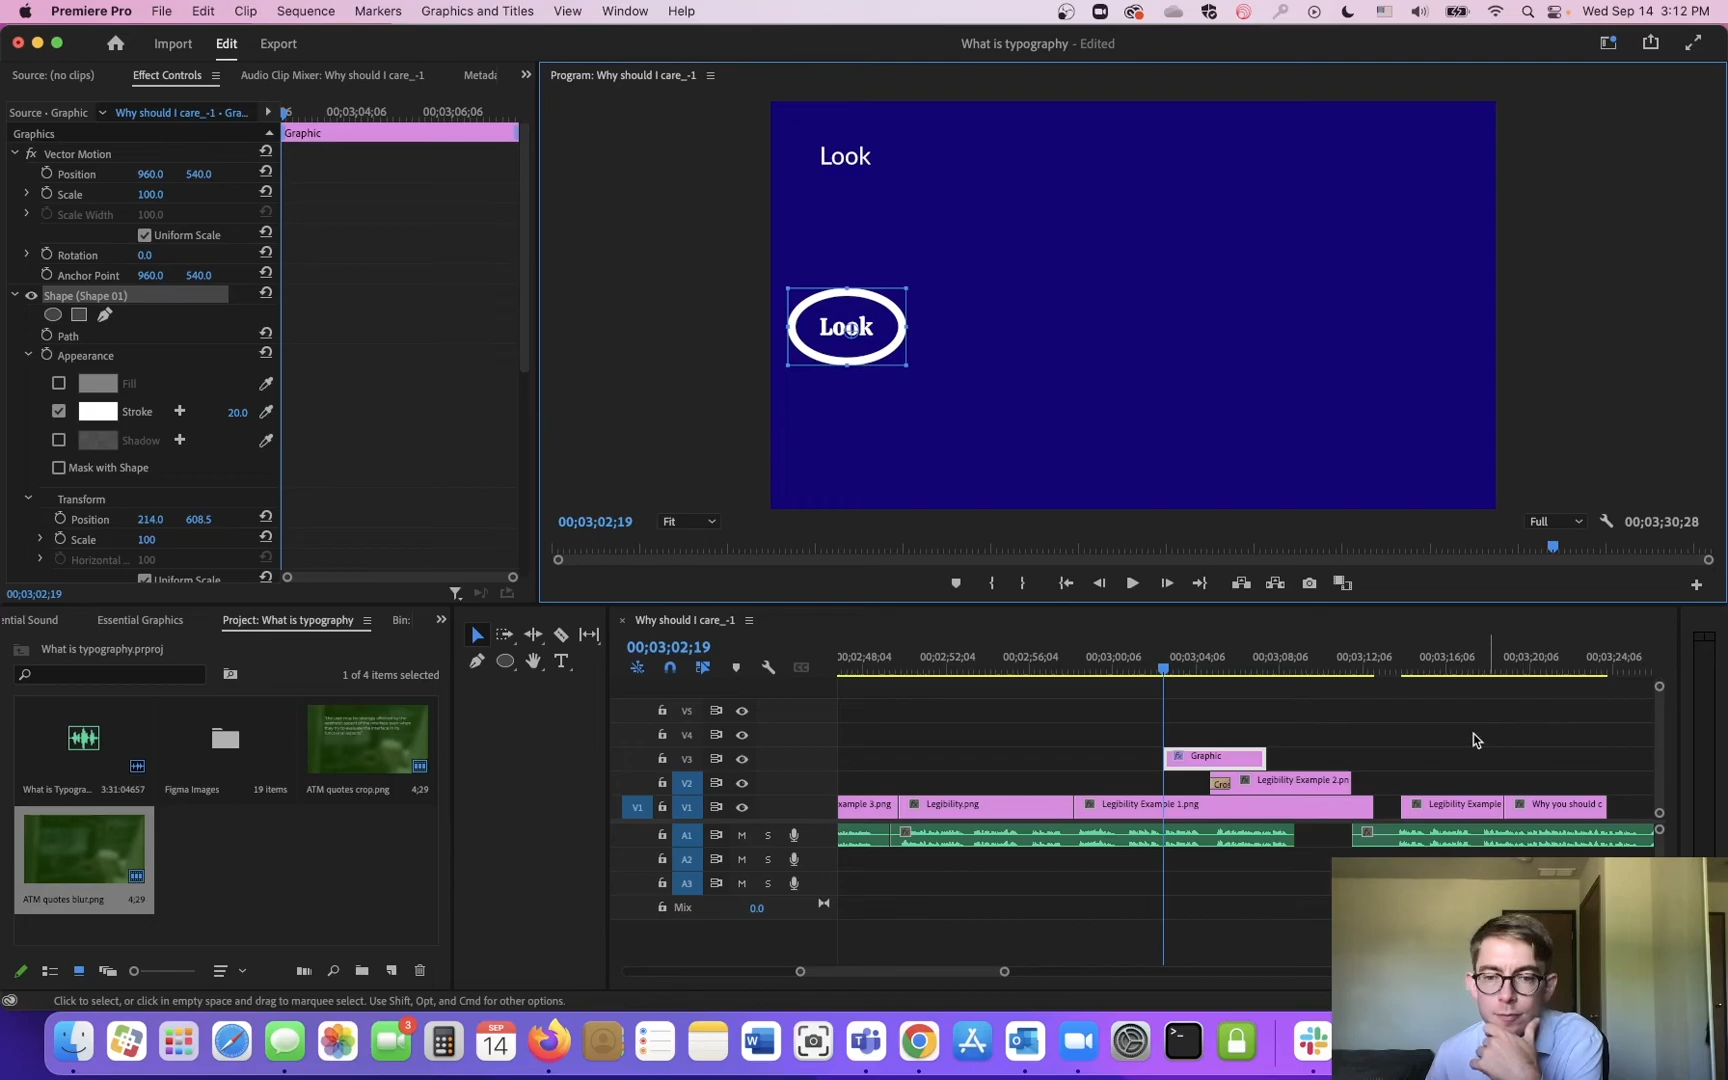 Premiere Pro File Edit Clip Sequence Markers Graphics and Titles View Window Help Wed Sep 14 3:12 PM
Import Edit Export What is typography - Edited
Source: (no clips) Effect Controls Audio Clip Mixer: Why should I care_-1 Metada Program: Why should I care_-1
Source • Graphic Why should I care_-1 • Gra... 00;03;04;06 00;03;06;06
Graphics Graphic
fx Vector Motion
Position 960.0 540.0
Scale 100.0
Scale Width 100.0
Uniform Scale
Rotation 0.0
Anchor Point 960.0 540.0
Shape (Shape 01)
Path
Appearance
Fill
Stroke 20.0
Shadow
Mask with Shape
Transform
Position 214.0 608.5
Scale 100
Horizontal ... 100
Uniform Scale
00;03;02;19
Look
Look
00;03;02;19 Fit Full 00;03;30;28
ential Sound Essential Graphics Project: What is typography Bin:
What is typography.prproj
1 of 4 items selected
What is Typogra... 3:31:04657
Figma Images 19 items
ATM quotes crop.png 4;29
ATM quotes blur.png 4;29
Why should I care_-1
00;03;02;19
00;02;48;04 00;02;52;04 00;02;56;04 00;03;00;06 00;03;04;06 00;03;08;06 00;03;12;06 00;03;16;06 00;03;20;06 00;03;24;06
V5
V4
V3 Graphic
V2 Cros Legibility Example 2.pn
V1 V1 xample 3.png Legibility.png Legibility Example 1.png Legibility Example Why you should c
A1 M S
A2 M S
A3 M S
Mix 0.0
Click to select, or click in empty space and drag to marquee select. Use Shift, Opt, and Cmd for other options.
3
SEP
14